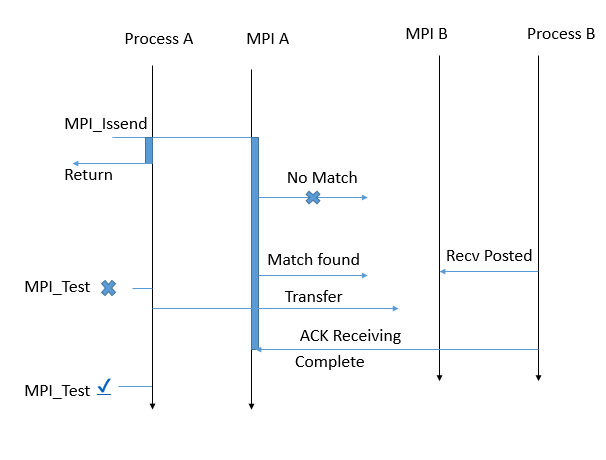 Process A
MPI A
MPI B
Process B
MPI_Issend
Return
No Match
Match found
Recv Posted
MPI_Test
Transfer
ACK Receiving
Complete
MPI_Test ✓